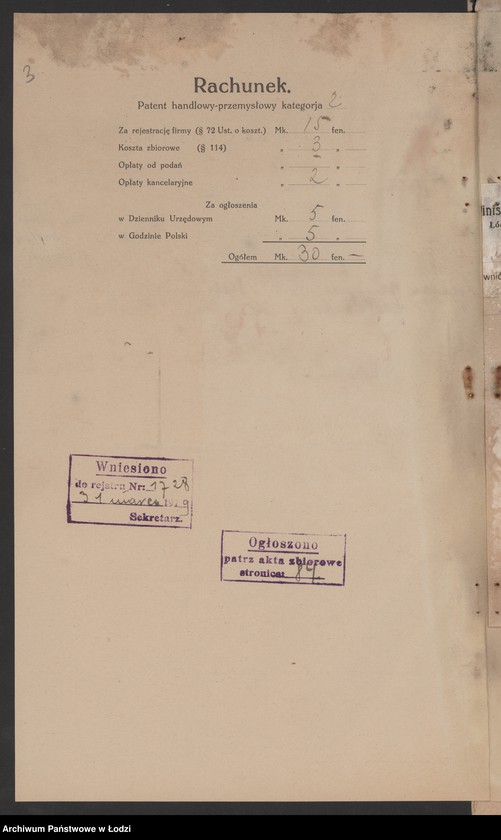 3
Rachunek.
Patent handlowy-przemysłowy kategorja 2
Za rejestrację firmy (§ 72 Ust. o koszt.) Mk. 15 fen.
Koszta zbiorowe (§ 114) „ 3 „
Opłaty od podań „ - „
Opłaty kancelaryjne „ 2 „
Za ogłoszenia
w Dzienniku Urzędowym Mk. 5 fen.
w Godzinie Polski „ 5 „
Ogółem Mk. 30 fen. —
Wniesiono
do rejstru Nr: 1728
31 marca 1919
Sekretarz.
Ogłoszono
patrz akta zbiorowe
stronica: 84.
Archiwum Państwowe w Łodzi